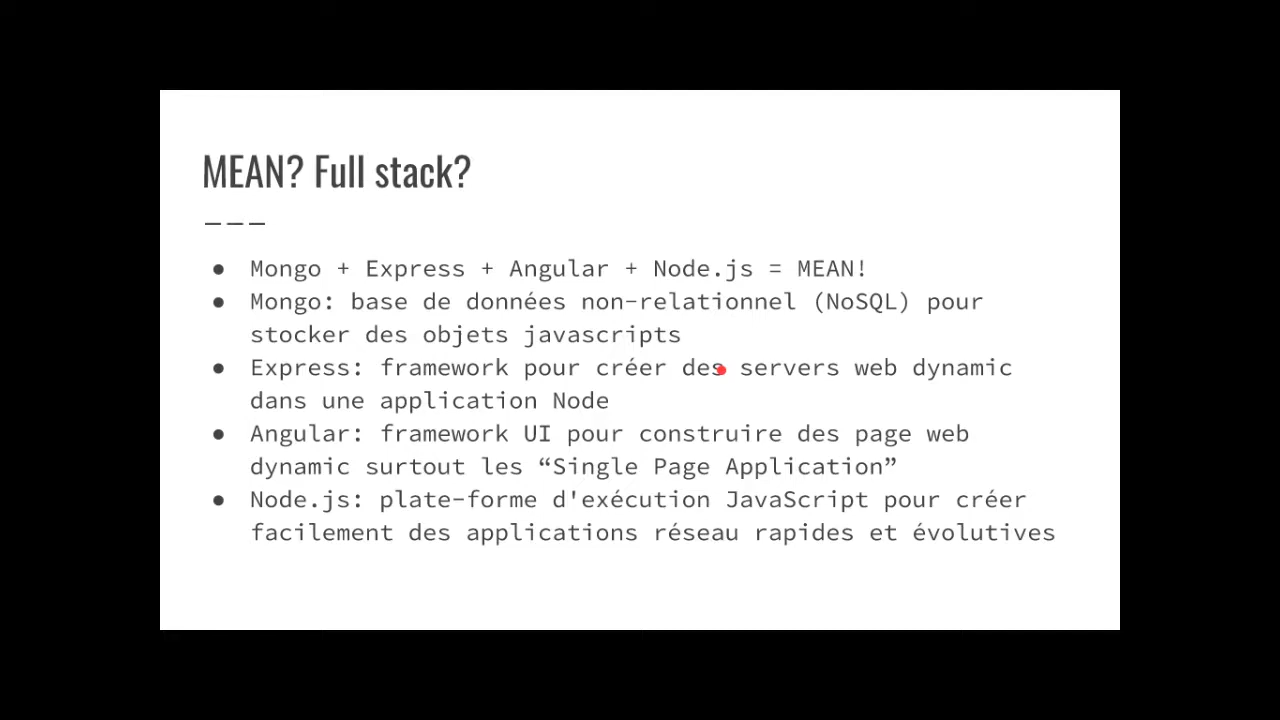 MEAN? Full stack?
● Mongo + Express + Angular + Node.js = MEAN!
● Mongo: base de données non-relationnel (NoSQL) pour
stocker des objets javascripts
● Express: framework pour créer des servers web dynamic
dans une application Node
● Angular: framework UI pour construire des page web
dynamic surtout les “Single Page Application”
● Node.js: plate-forme d'exécution JavaScript pour créer
facilement des applications réseau rapides et évolutives